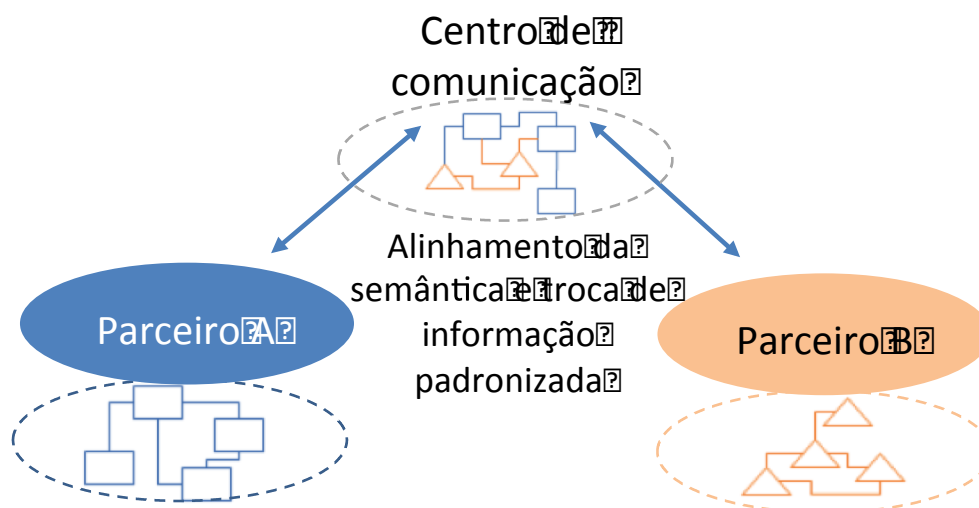 Centro de
comunicação
Alinhamento da
semântica e troca de
informação
padronizada
Parceiro A
Parceiro B